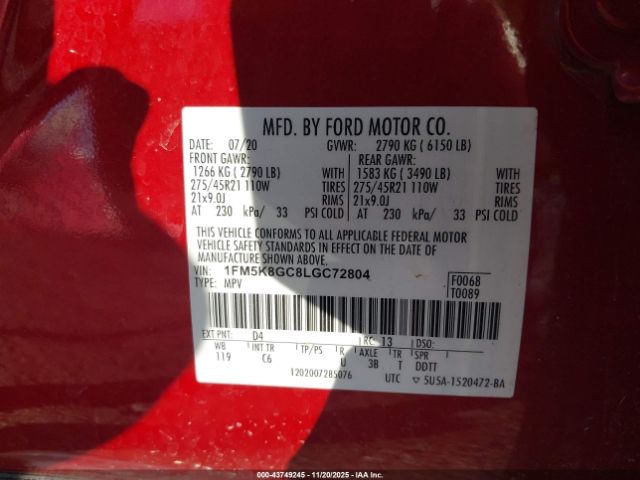 MFD. BY FORD MOTOR CO.
DATE: 07/20 GVWR: 2790 KG ( 6150 LB)
FRONT GAWR: REAR GAWR:
1266 KG ( 2790 LB) WITH 1583 KG ( 3490 LB) WITH
275/45R21 110W TIRES 275/45R21 110W TIRES
21x9.0J RIMS 21x9.0J RIMS
AT 230 kPa/ 33 PSI COLD AT 230 kPa/ 33 PSI COLD
THIS VEHICLE CONFORMS TO ALL APPLICABLE FEDERAL MOTOR
VEHICLE SAFETY STANDARDS IN EFFECT ON THE DATE OF
MANUFACTURE SHOWN ABOVE.
VIN: 1FM5K8GC8LGC72804 F0068
TYPE: MPV T0089
EXT PNT: D4 RC: 13 DSO:
WB INT TR TP/PS R AXLE TR SPR
119 C6 U 3B T DDTT
1202007285076 UTC ▽ 5U5A-1520472-BA
000-43749245 - 11/20/2025 - IAA Inc.